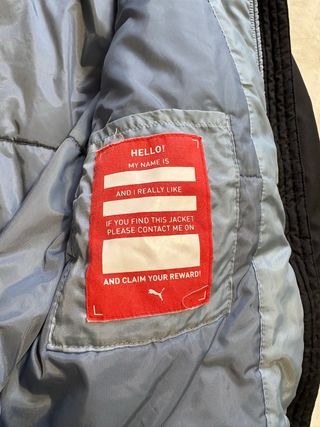 HELLO!
MY NAME IS
AND I REALLY LIKE
IF YOU FIND THIS JACKET
PLEASE CONTACT ME ON
AND CLAIM YOUR REWARD!